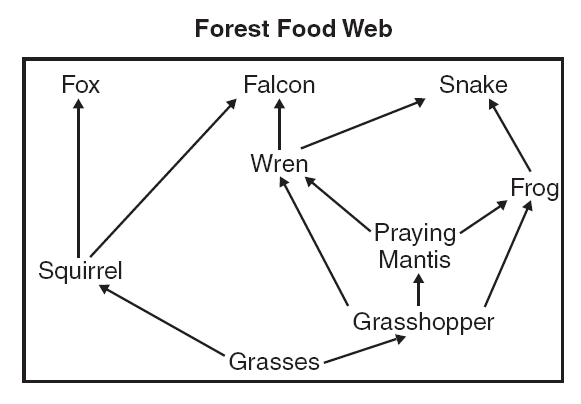 Forest Food Web
Fox
Falcon
Snake
Wren
Frog
Praying
Mantis
Squirrel
Grasshopper
Grasses